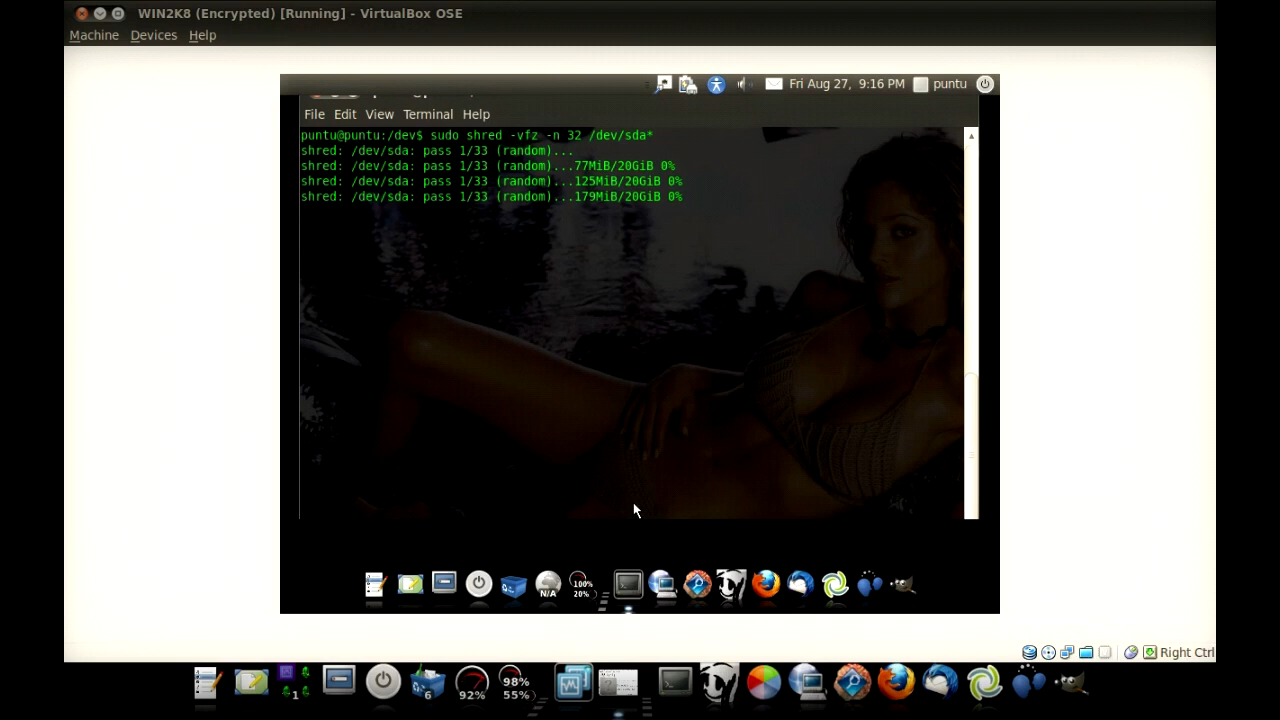 WIN2K8 (Encrypted) [Running] - VirtualBox OSE
Machine Devices Help
Fri Aug 27, 9:16 PM puntu
File Edit View Terminal Help
puntu@puntu:/dev$ sudo shred -vfz -n 32 /dev/sda*
shred: /dev/sda: pass 1/33 (random)...
shred: /dev/sda: pass 1/33 (random)...77MiB/20GiB 0%
shred: /dev/sda: pass 1/33 (random)...125MiB/20GiB 0%
shred: /dev/sda: pass 1/33 (random)...179MiB/20GiB 0%
N/A
100%
20%
Right Ctrl
1
6
92%
98%
55%